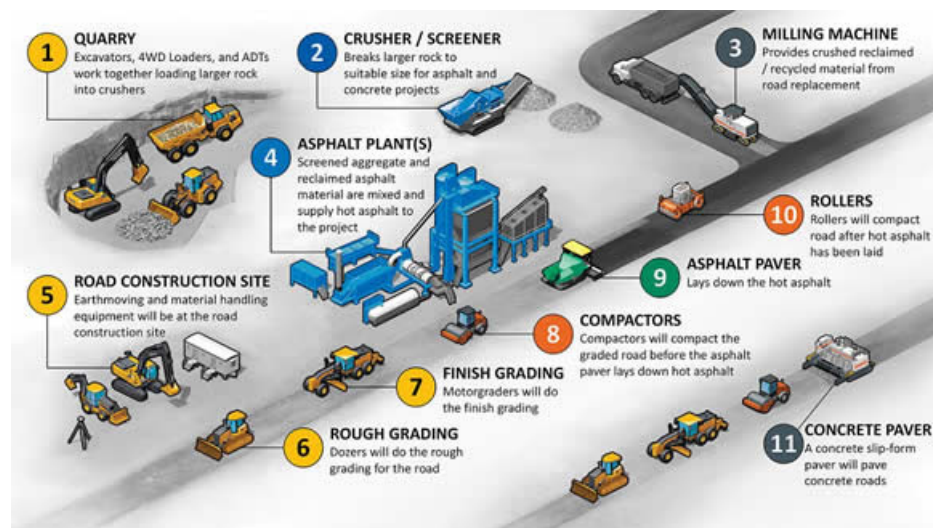 1
QUARRY
Excavators, 4WD Loaders, and ADTs
work together loading larger rock
into crushers
2
CRUSHER / SCREENER
Breaks larger rock to
suitable size for asphalt and
concrete projects
3
MILLING MACHINE
Provides crushed reclaimed
/ recycled material from
road replacement
4
ASPHALT PLANT(S)
Screened aggregate and
reclaimed asphalt
material are mixed and
supply hot asphalt to
the project
5
ROAD CONSTRUCTION SITE
Earthmoving and material handling
equipment will be at the road
construction site
6
ROUGH GRADING
Dozers will do the rough
grading for the road
7
FINISH GRADING
Motorgraders will do
the finish grading
8
COMPACTORS
Compactors will compact the
graded road before the asphalt
paver lays down hot asphalt
9
ASPHALT PAVER
Lays down the hot asphalt
10
ROLLERS
Rollers will compact
road after hot asphalt
has been laid
11
CONCRETE PAVER
A concrete slip-form
paver will pave
concrete roads